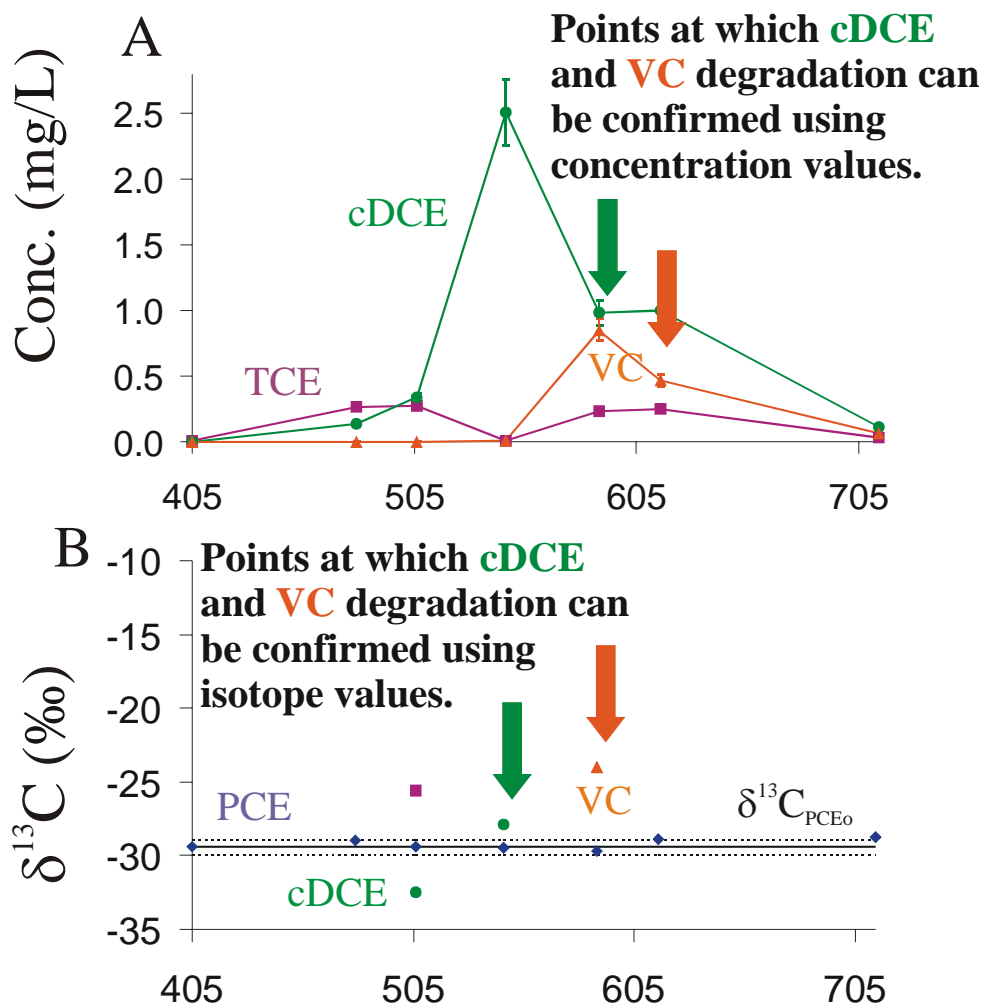 A
Points at which cDCE
and VC degradation can
be confirmed using
concentration values.
Conc. (mg/L)
2.5
2.0
1.5
1.0
0.5
0.0
cDCE
TCE
VC
405 505 605 705
B
Points at which cDCE
and VC degradation can
be confirmed using
isotope values.
δ¹³C (‰)
-10
-15
-20
-25
-30
-35
PCE
VC
δ¹³C_PCEo
cDCE
405 505 605 705